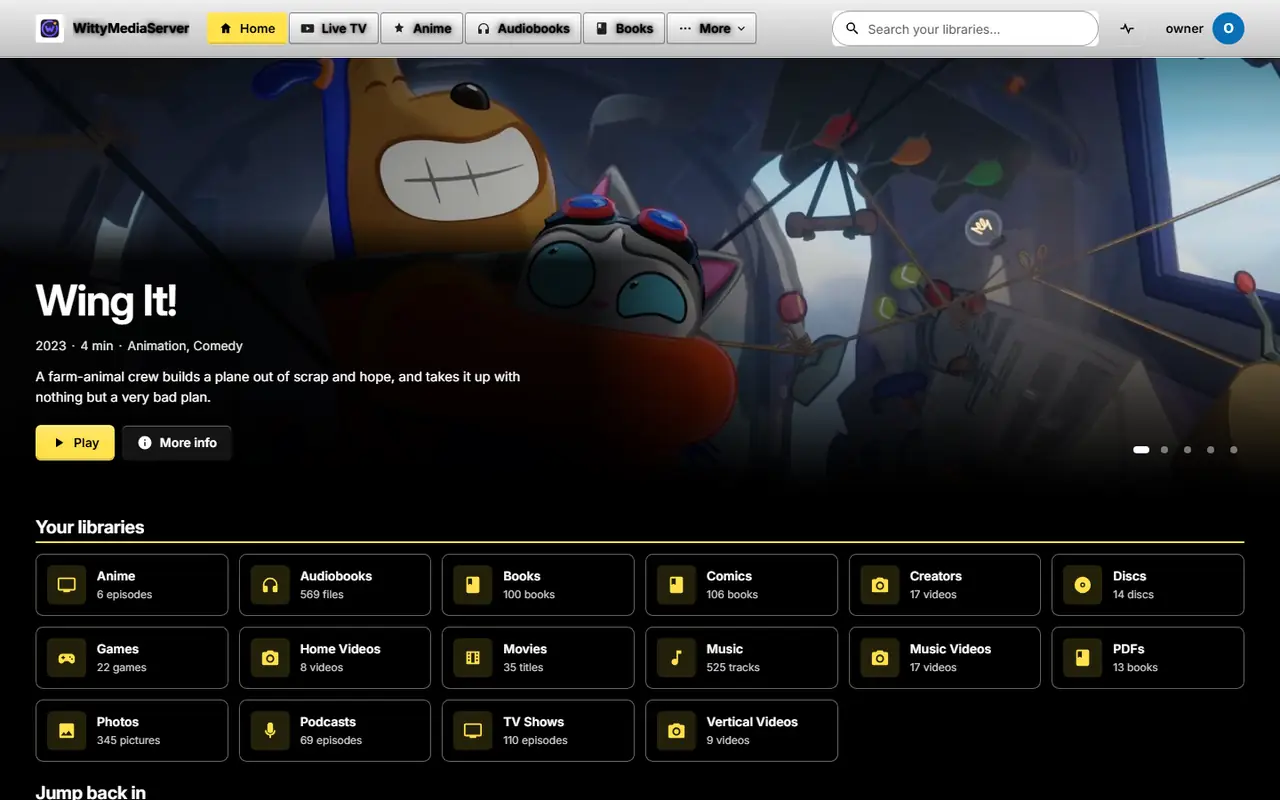 WittyMediaServer
Home
Live TV
Anime
Audiobooks
Books
More
Search your libraries...
owner
O
Wing It!
2023 · 4 min · Animation, Comedy
A farm-animal crew builds a plane out of scrap and hope, and takes it up with
nothing but a very bad plan.
Play
More info
Your libraries
Anime
6 episodes
Audiobooks
569 files
Books
100 books
Comics
106 books
Creators
17 videos
Discs
14 discs
Games
22 games
Home Videos
8 videos
Movies
35 titles
Music
525 tracks
Music Videos
17 videos
PDFs
13 books
Photos
345 pictures
Podcasts
69 episodes
TV Shows
110 episodes
Vertical Videos
9 videos
Jump back in